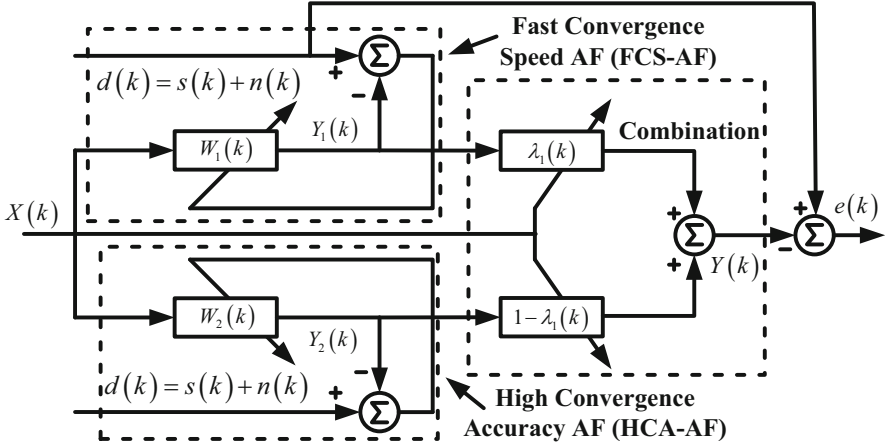 Fast Convergence
Speed AF (FCS-AF)
+
Σ
d(k) = s(k) + n(k)
−
W₁(k)
Y₁(k)
λ₁(k)
Combination
X(k)
+
Σ
+
Y(k)
+
−
Σ
e(k)
W₂(k)
Y₂(k)
1−λ₁(k)
−
d(k) = s(k) + n(k)
+
Σ
High Convergence
Accuracy AF (HCA-AF)